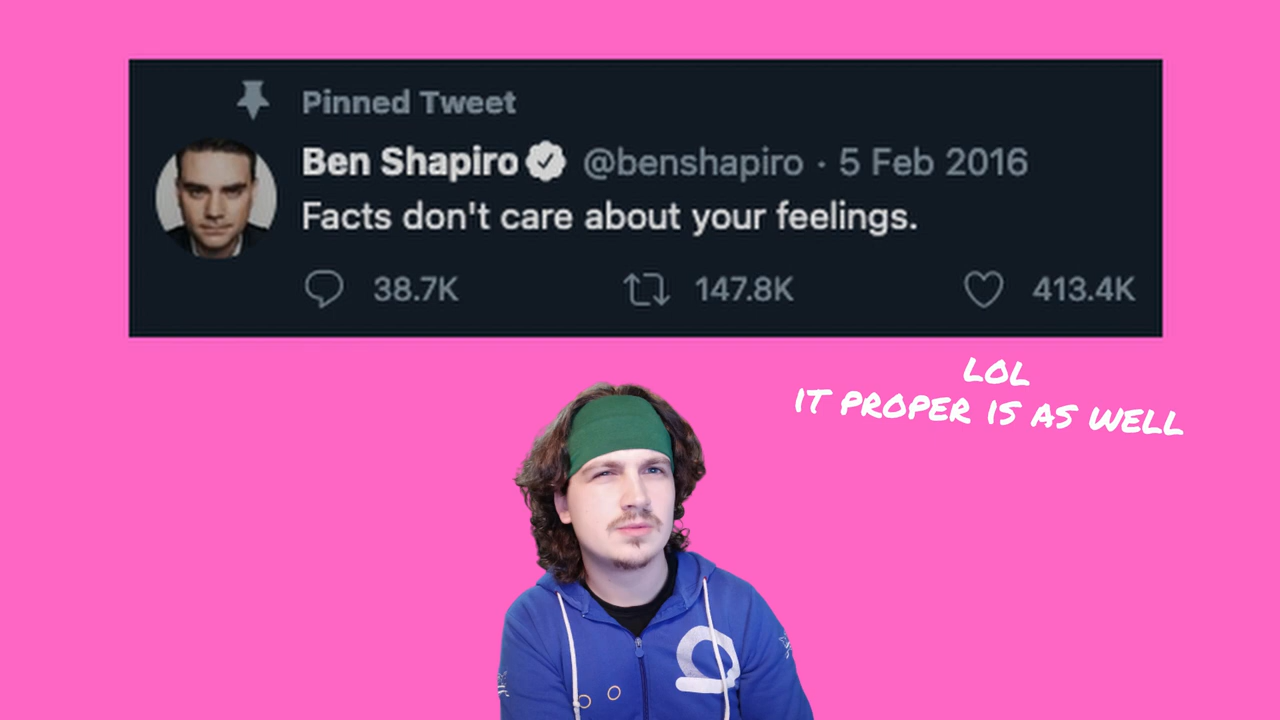 Pinned Tweet
Ben Shapiro @benshapiro · 5 Feb 2016
Facts don't care about your feelings.
38.7K 147.8K 413.4K
LOL
IT PROPER IS AS WELL